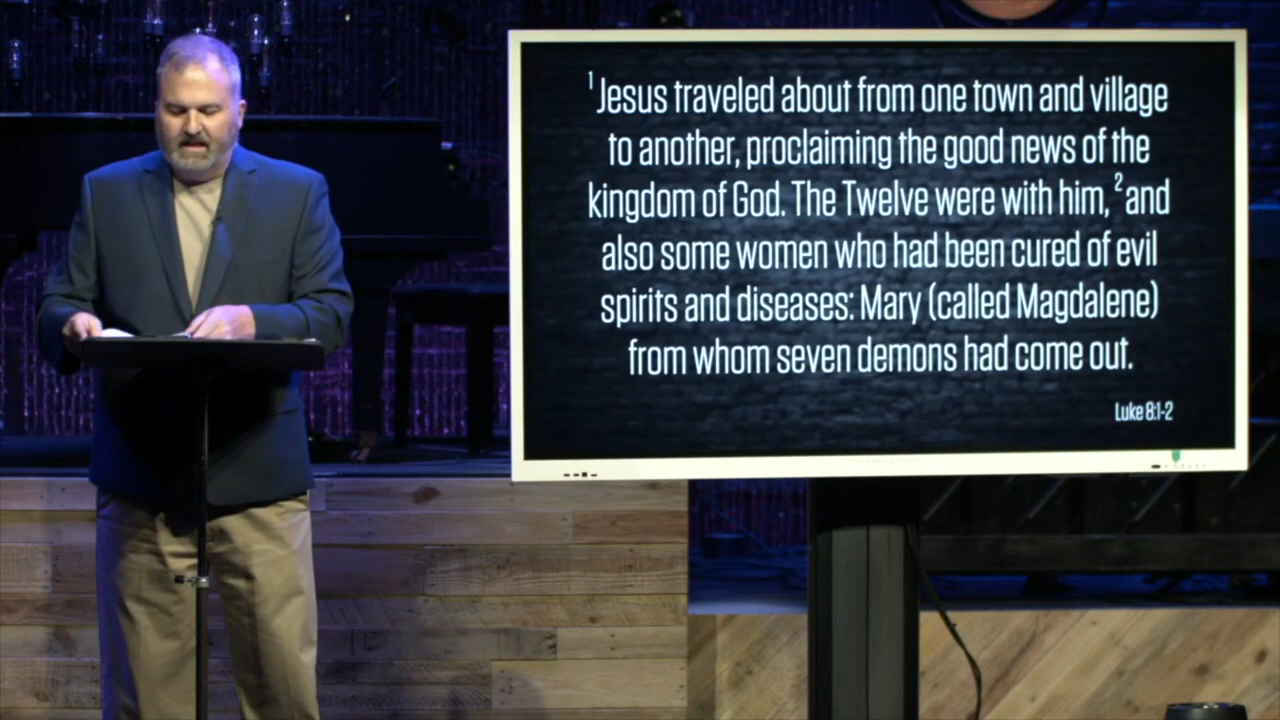 ¹Jesus traveled about from one town and village
to another, proclaiming the good news of the
kingdom of God. The Twelve were with him, ²and
also some women who had been cured of evil
spirits and diseases: Mary (called Magdalene)
from whom seven demons had come out.
Luke 8:1-2